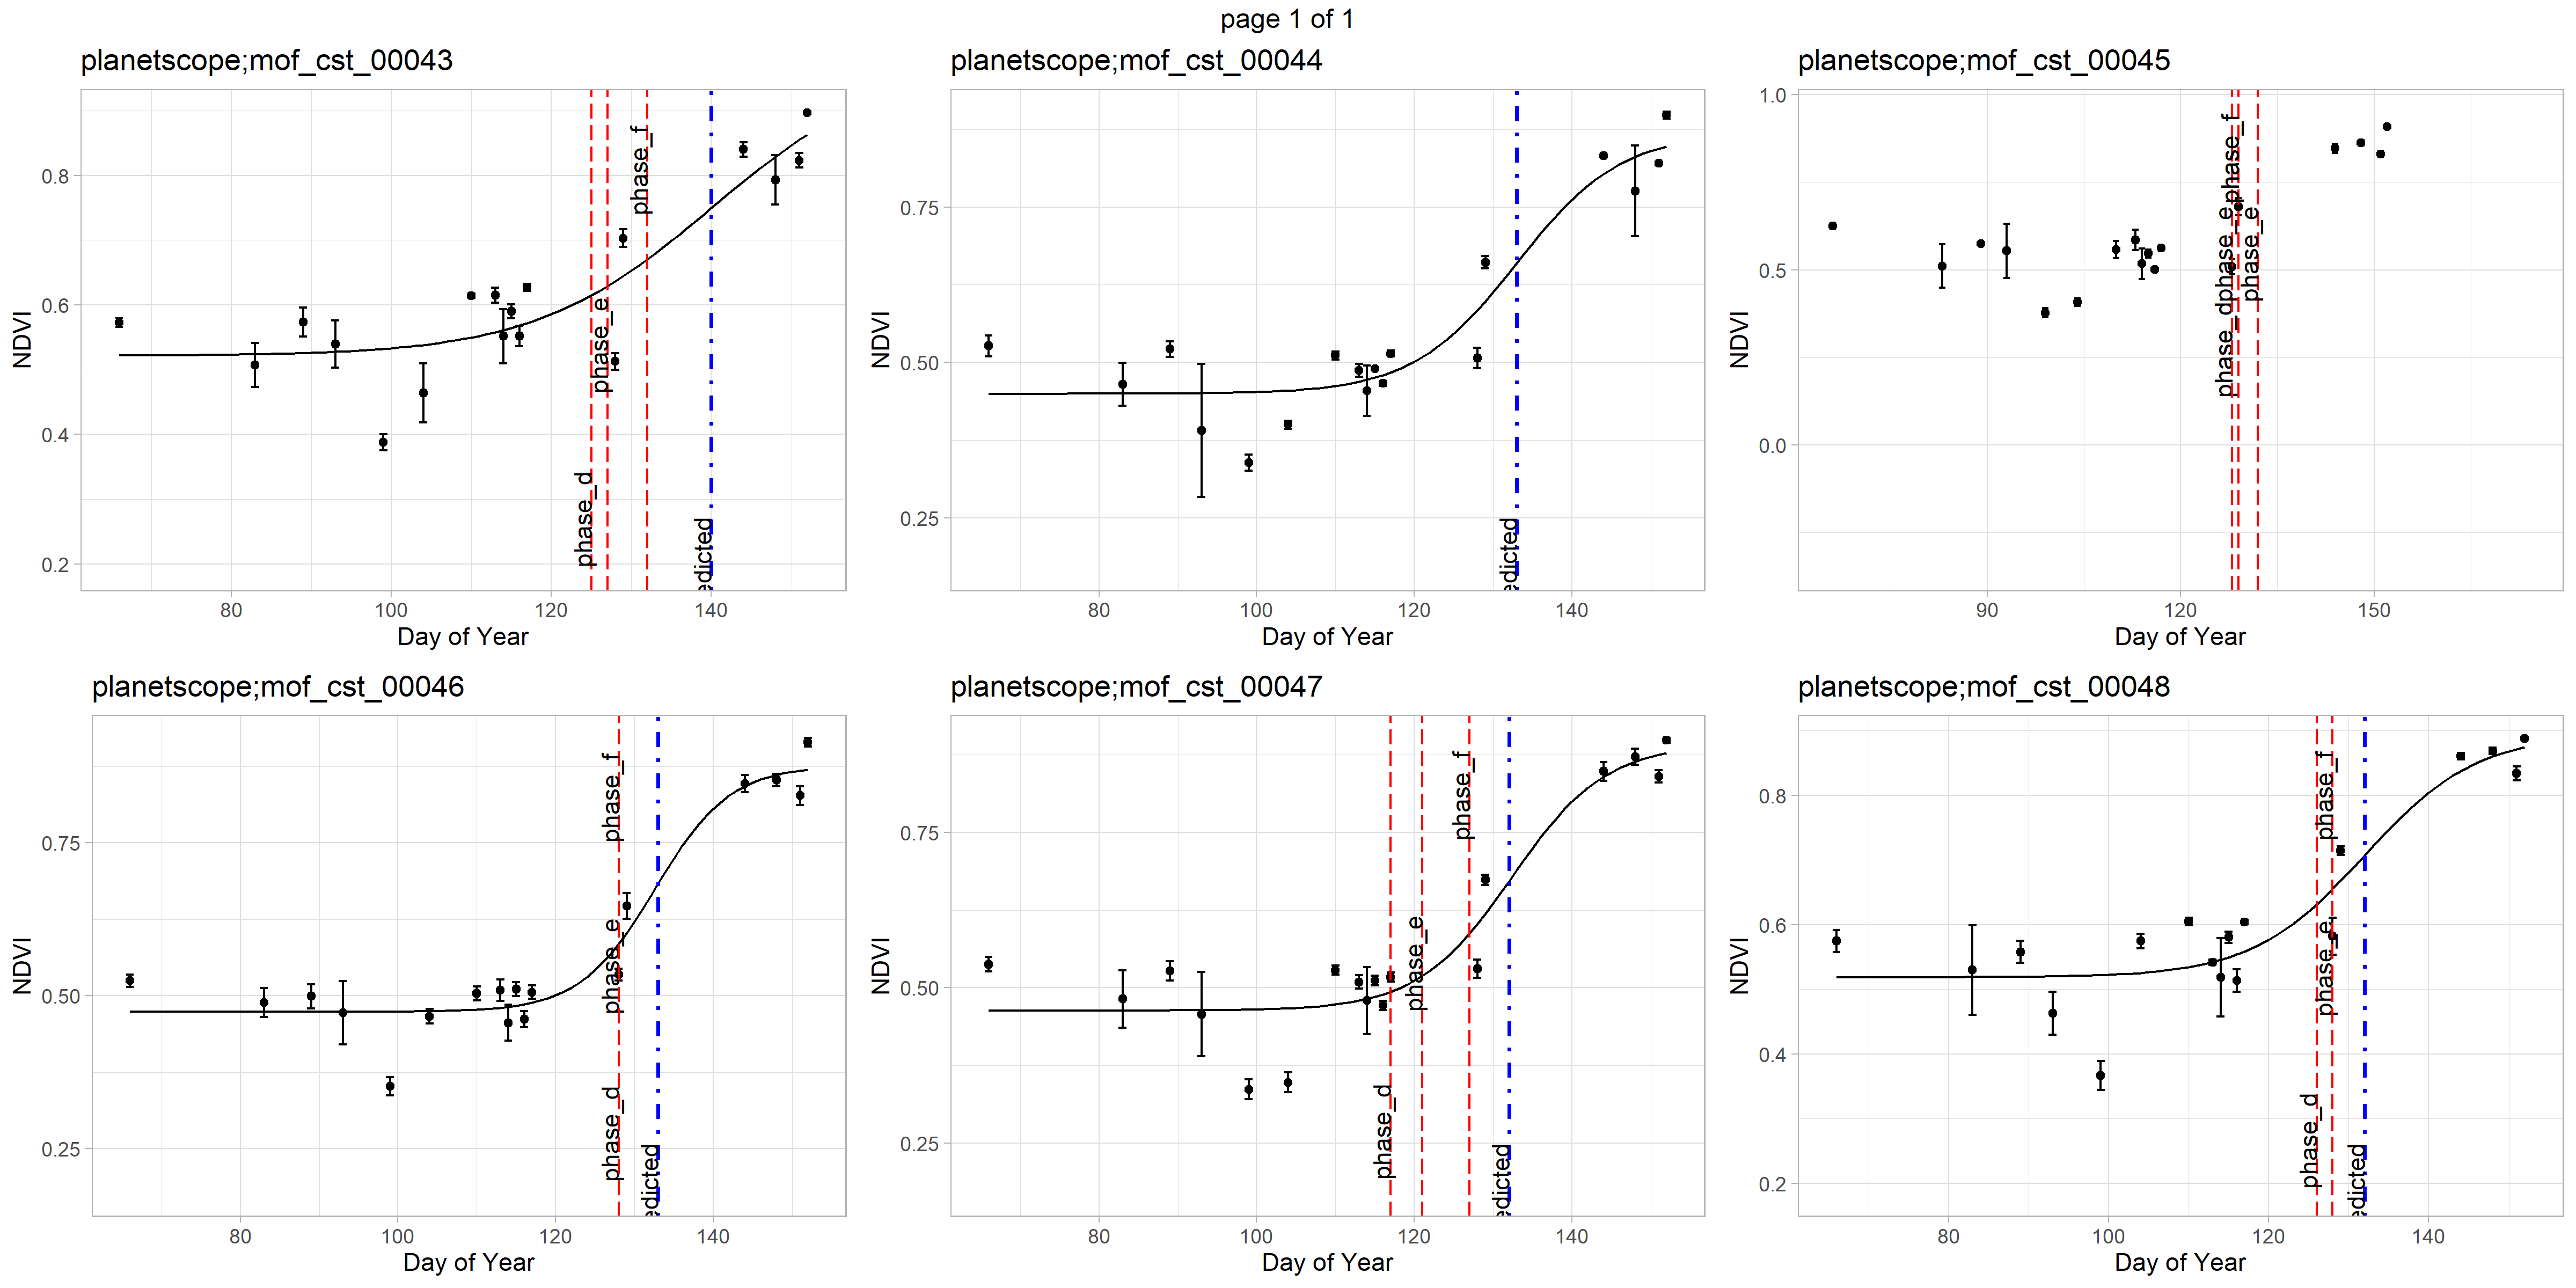 page 1 of 1
planetscope;mof_cst_00043
NDVI
0.8
0.6
0.4
0.2
phase_d
phase_e
phase_f
edicted
80 100 120 140
Day of Year
planetscope;mof_cst_00044
NDVI
0.75
0.50
0.25
edicted
80 100 120 140
Day of Year
planetscope;mof_cst_00045
NDVI
1.0
0.5
0.0
phase_d
phase_e
phase_f
phase_e
90 120 150
Day of Year
planetscope;mof_cst_00046
NDVI
0.75
0.50
0.25
phase_f
phase_e
phase_d
edicted
80 100 120 140
Day of Year
planetscope;mof_cst_00047
NDVI
0.75
0.50
0.25
phase_d
phase_e
phase_f
edicted
80 100 120 140
Day of Year
planetscope;mof_cst_00048
NDVI
0.8
0.6
0.4
0.2
phase_d
phase_f
phase_e
edicted
80 100 120 140
Day of Year